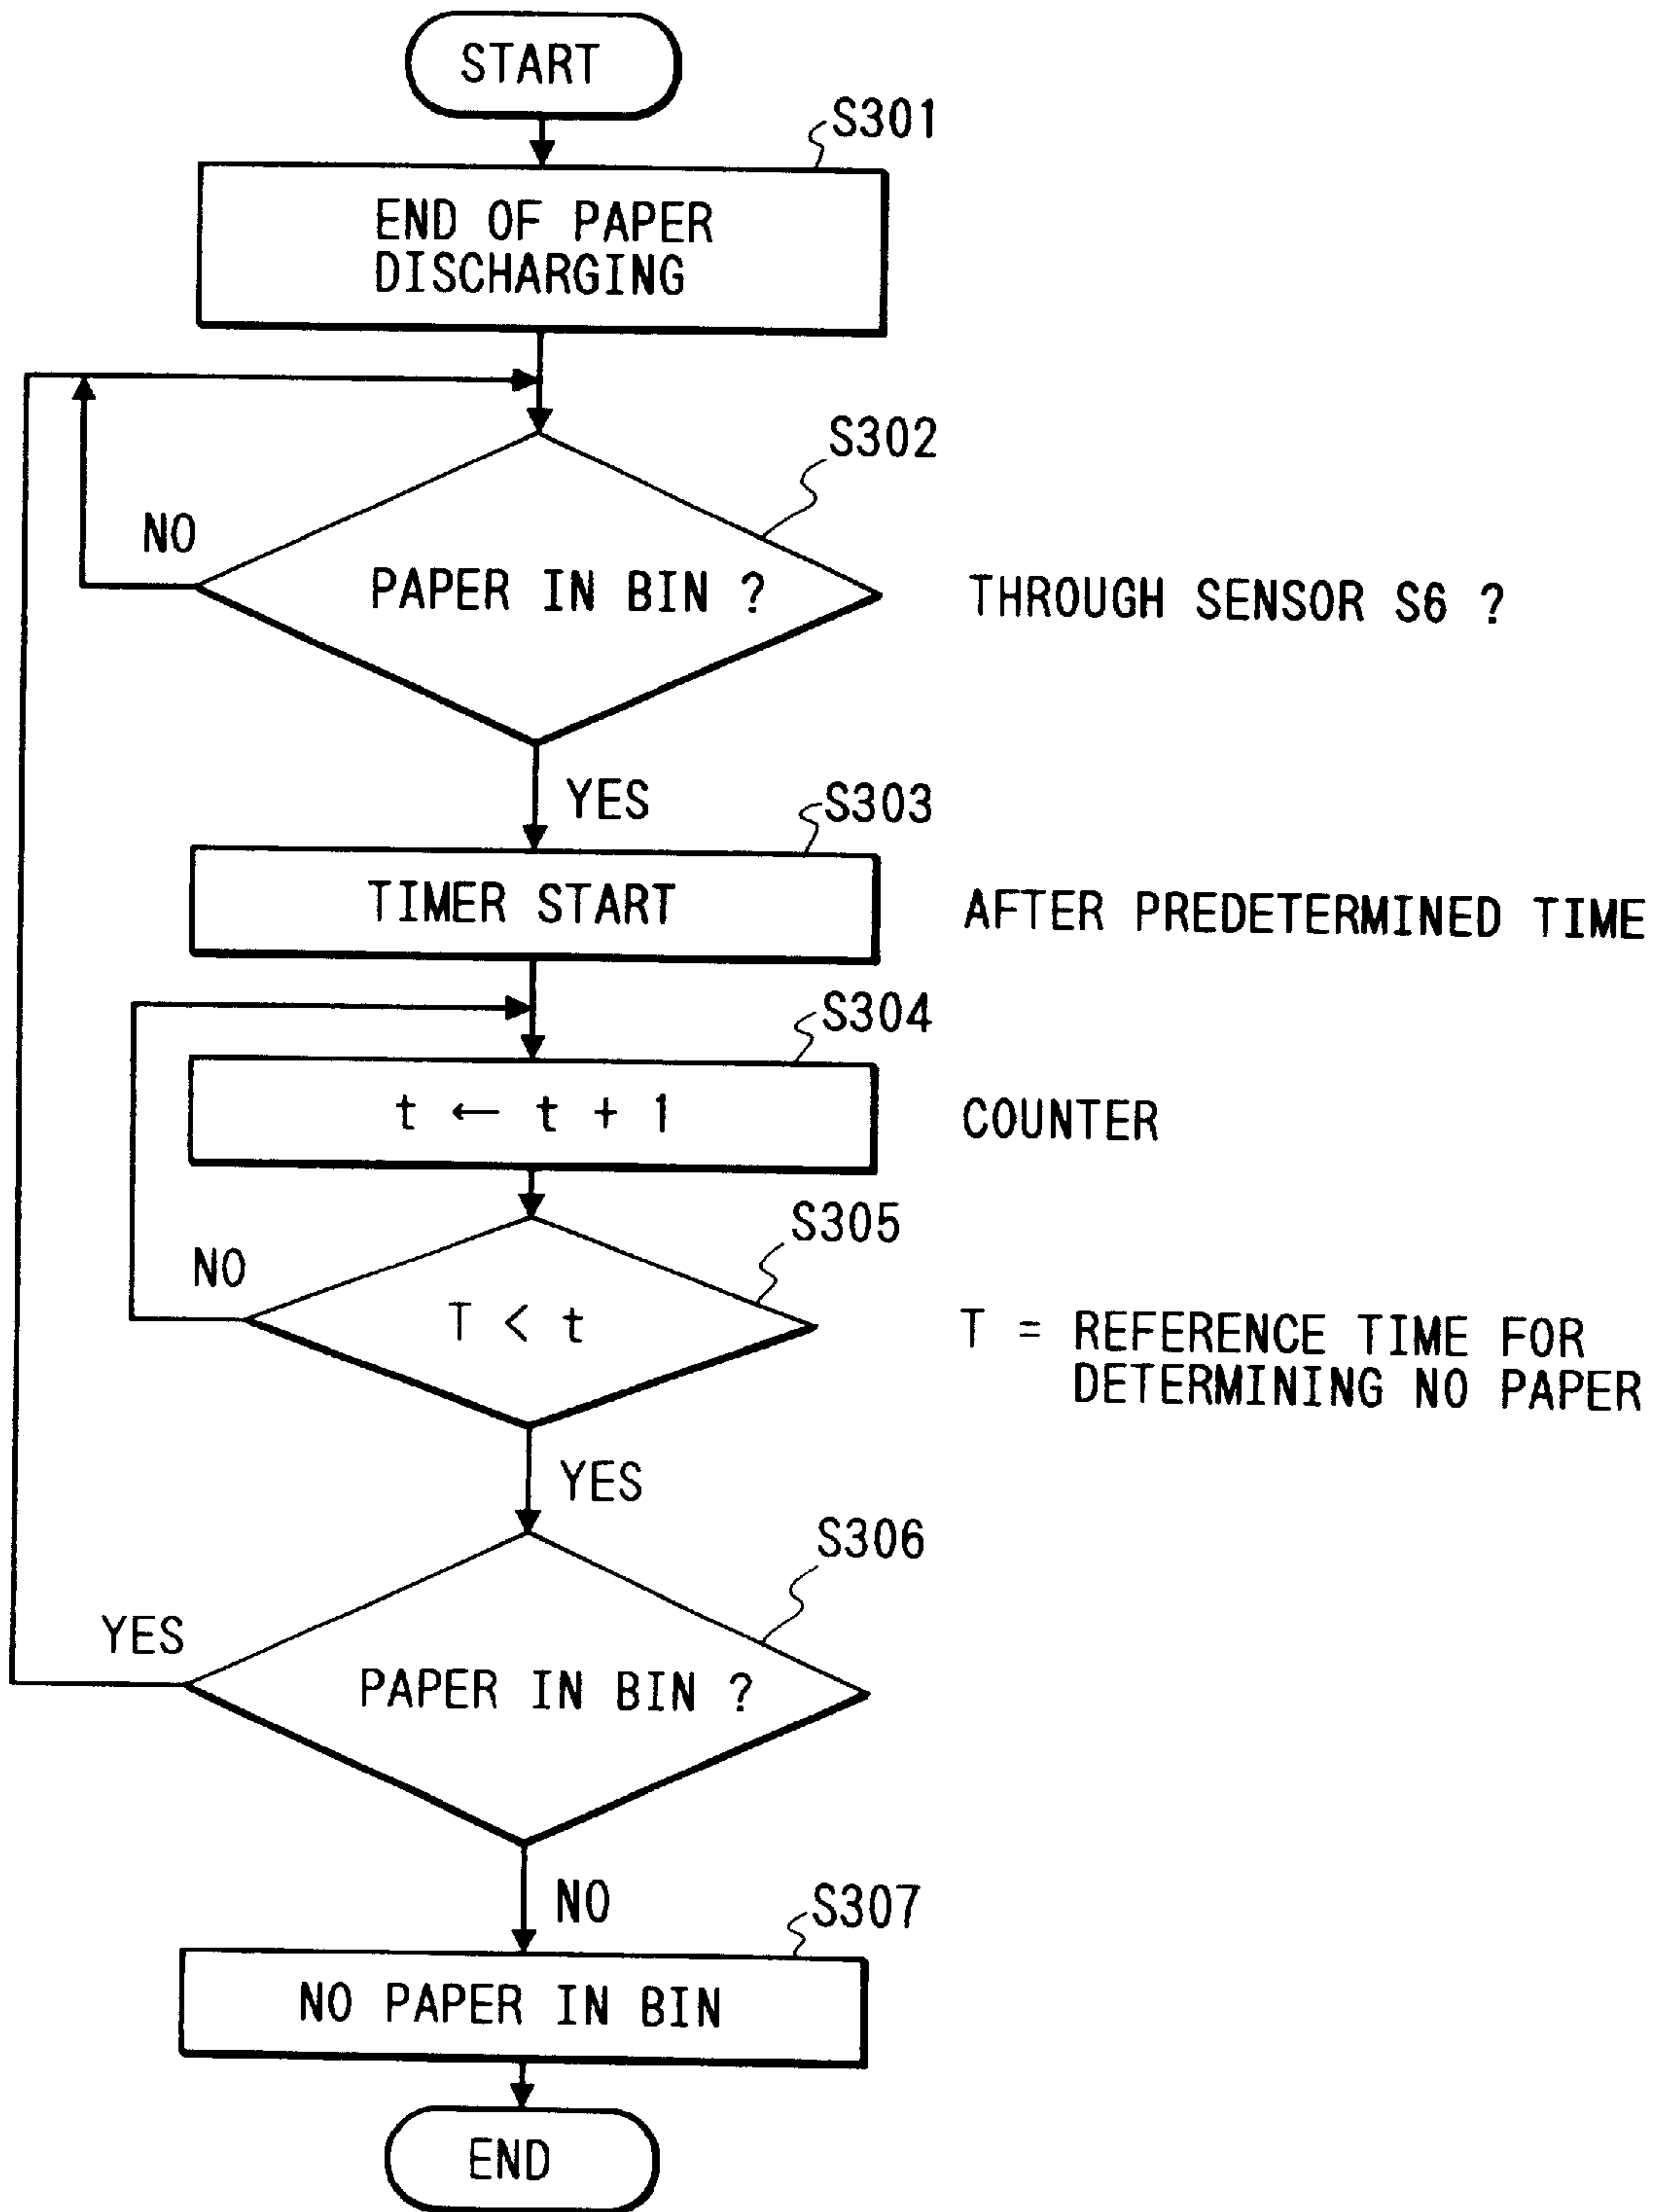 START
S301
END OF PAPER
DISCHARGING
S302
NO
PAPER IN BIN ?
THROUGH SENSOR S6 ?
YES
S303
TIMER START
AFTER PREDETERMINED TIME
S304
t ← t + 1
COUNTER
S305
NO
T < t
T = REFERENCE TIME FOR
DETERMINING NO PAPER
YES
S306
YES
PAPER IN BIN ?
NO
S307
NO PAPER IN BIN
END